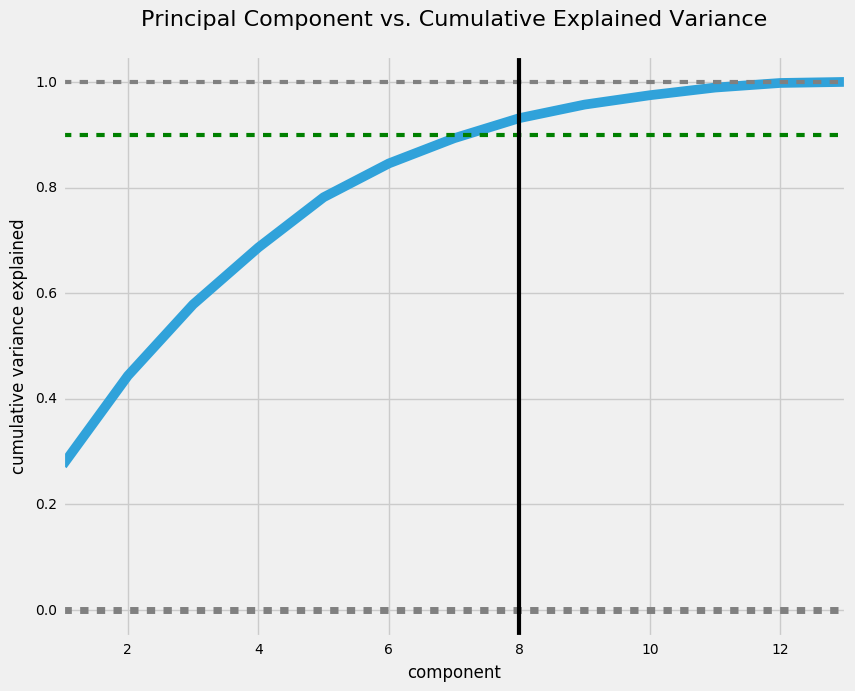 Principal Component vs. Cumulative Explained Variance
1.0
0.8
0.6
0.4
0.2
0.0
cumulative variance explained
2 4 6 8 10 12
component